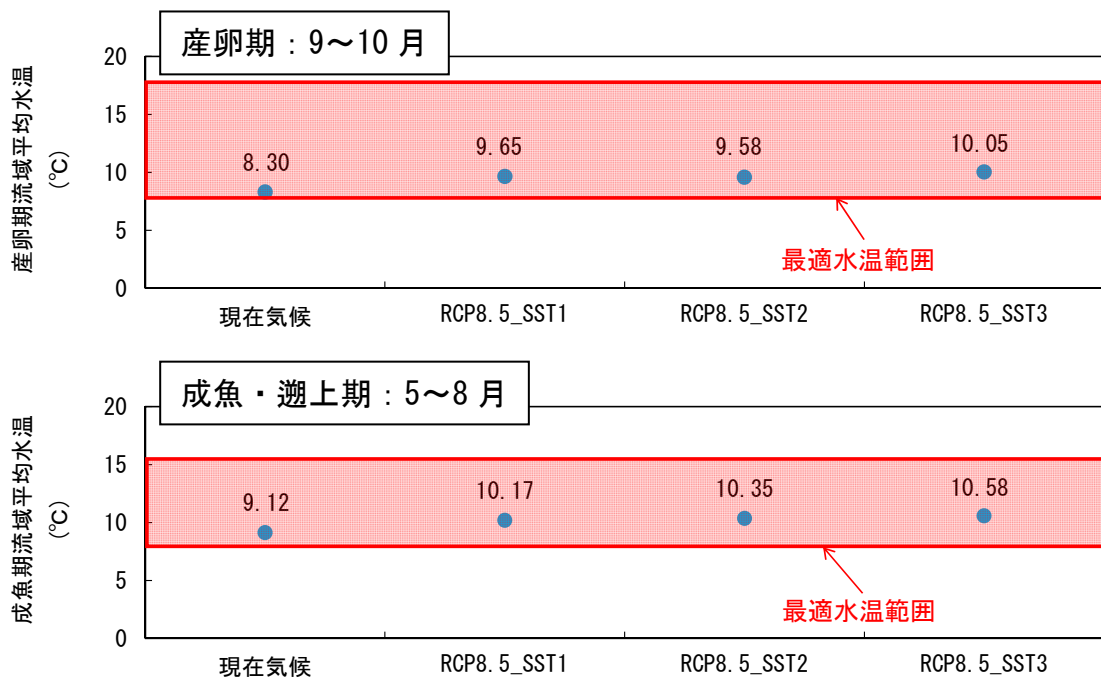 産卵期：9～10 月
産卵期流域平均水温
(℃)
20
15
10
5
0
8.30
9.65
9.58
10.05
最適水温範囲
現在気候
RCP8.5_SST1
RCP8.5_SST2
RCP8.5_SST3
成魚・遡上期：5～8 月
成魚期流域平均水温
(℃)
20
15
10
5
0
9.12
10.17
10.35
10.58
最適水温範囲
現在気候
RCP8.5_SST1
RCP8.5_SST2
RCP8.5_SST3